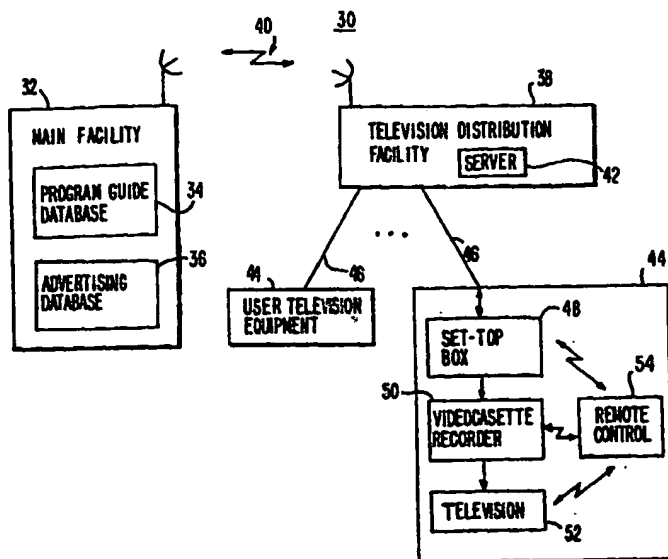 40
30
32
MAIN FACILITY
PROGRAM GUIDE
DATABASE
34
ADVERTISING
DATABASE
36
38
TELEVISION DISTRIBUTION
FACILITY
SERVER
42
...
44
46
46
USER TELEVISION
EQUIPMENT
44
SET-TOP
BOX
48
50
VIDEOCASETTE
RECORDER
54
REMOTE
CONTROL
TELEVISION
52